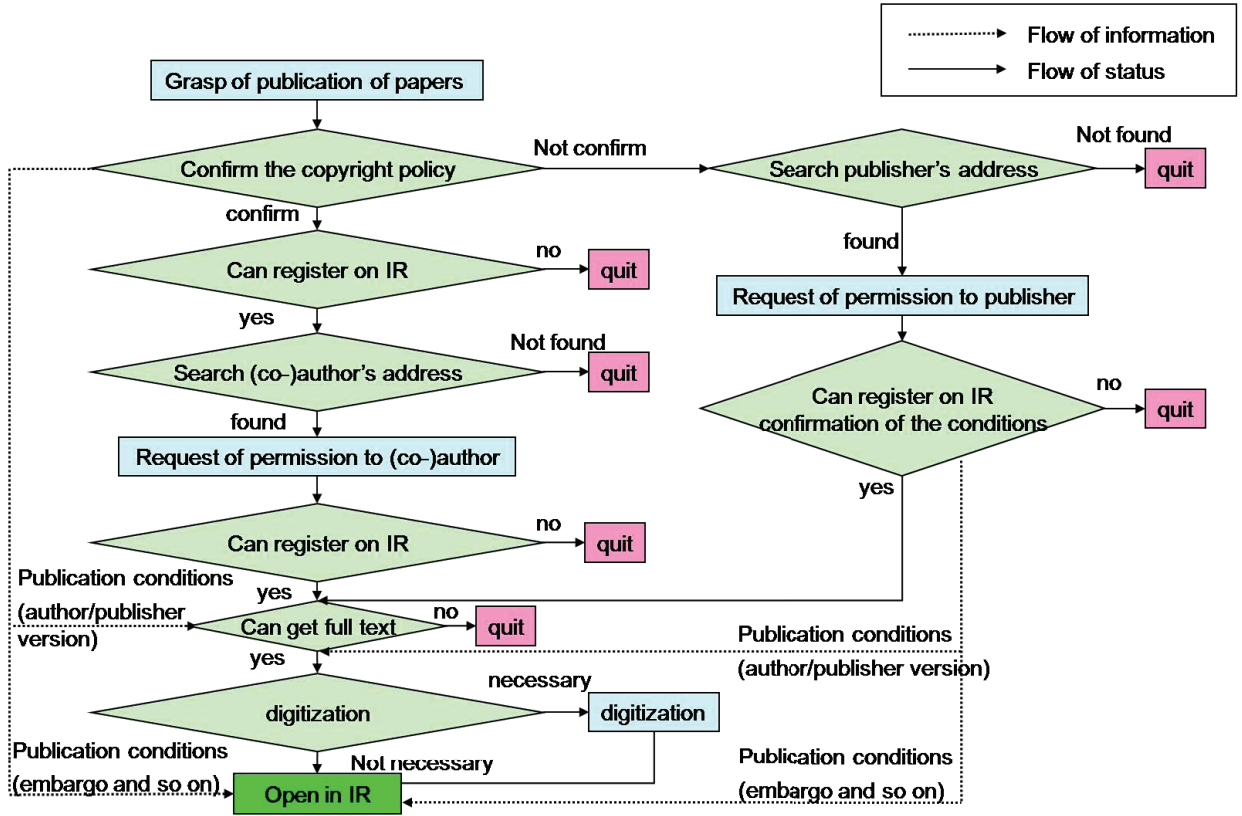 Flow of information
Flow of status
Grasp of publication of papers
Confirm the copyright policy
Not confirm
Search publisher's address
Not found
quit
confirm
found
Can register on IR
no
quit
Request of permission to publisher
yes
Search (co-)author's address
Not found
quit
Can register on IR
confirmation of the conditions
no
quit
found
Request of permission to (co-)author
yes
Can register on IR
no
quit
Publication conditions
(author/publisher
version)
yes
Can get full text
no
quit
Publication conditions
(author/publisher version)
yes
digitization
necessary
digitization
Publication conditions
(embargo and so on)
Not necessary
Open in IR
Publication conditions
(embargo and so on)